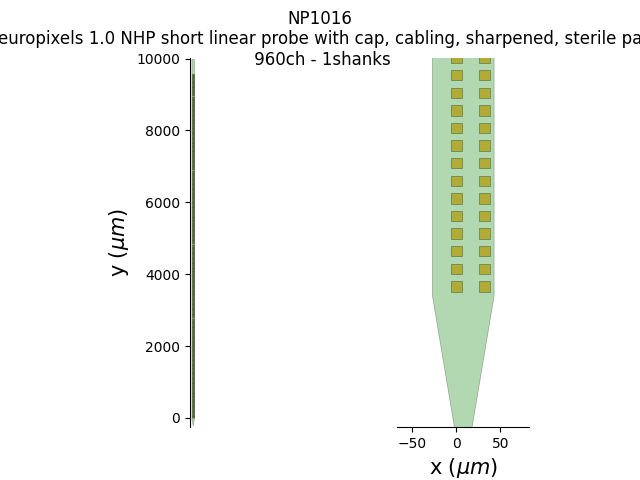 NP1016
europixels 1.0 NHP short linear probe with cap, cabling, sharpened, sterile pa
960ch - 1shanks
10000
8000
6000
4000
2000
0
y (μm)
−50 0 50
x (μm)